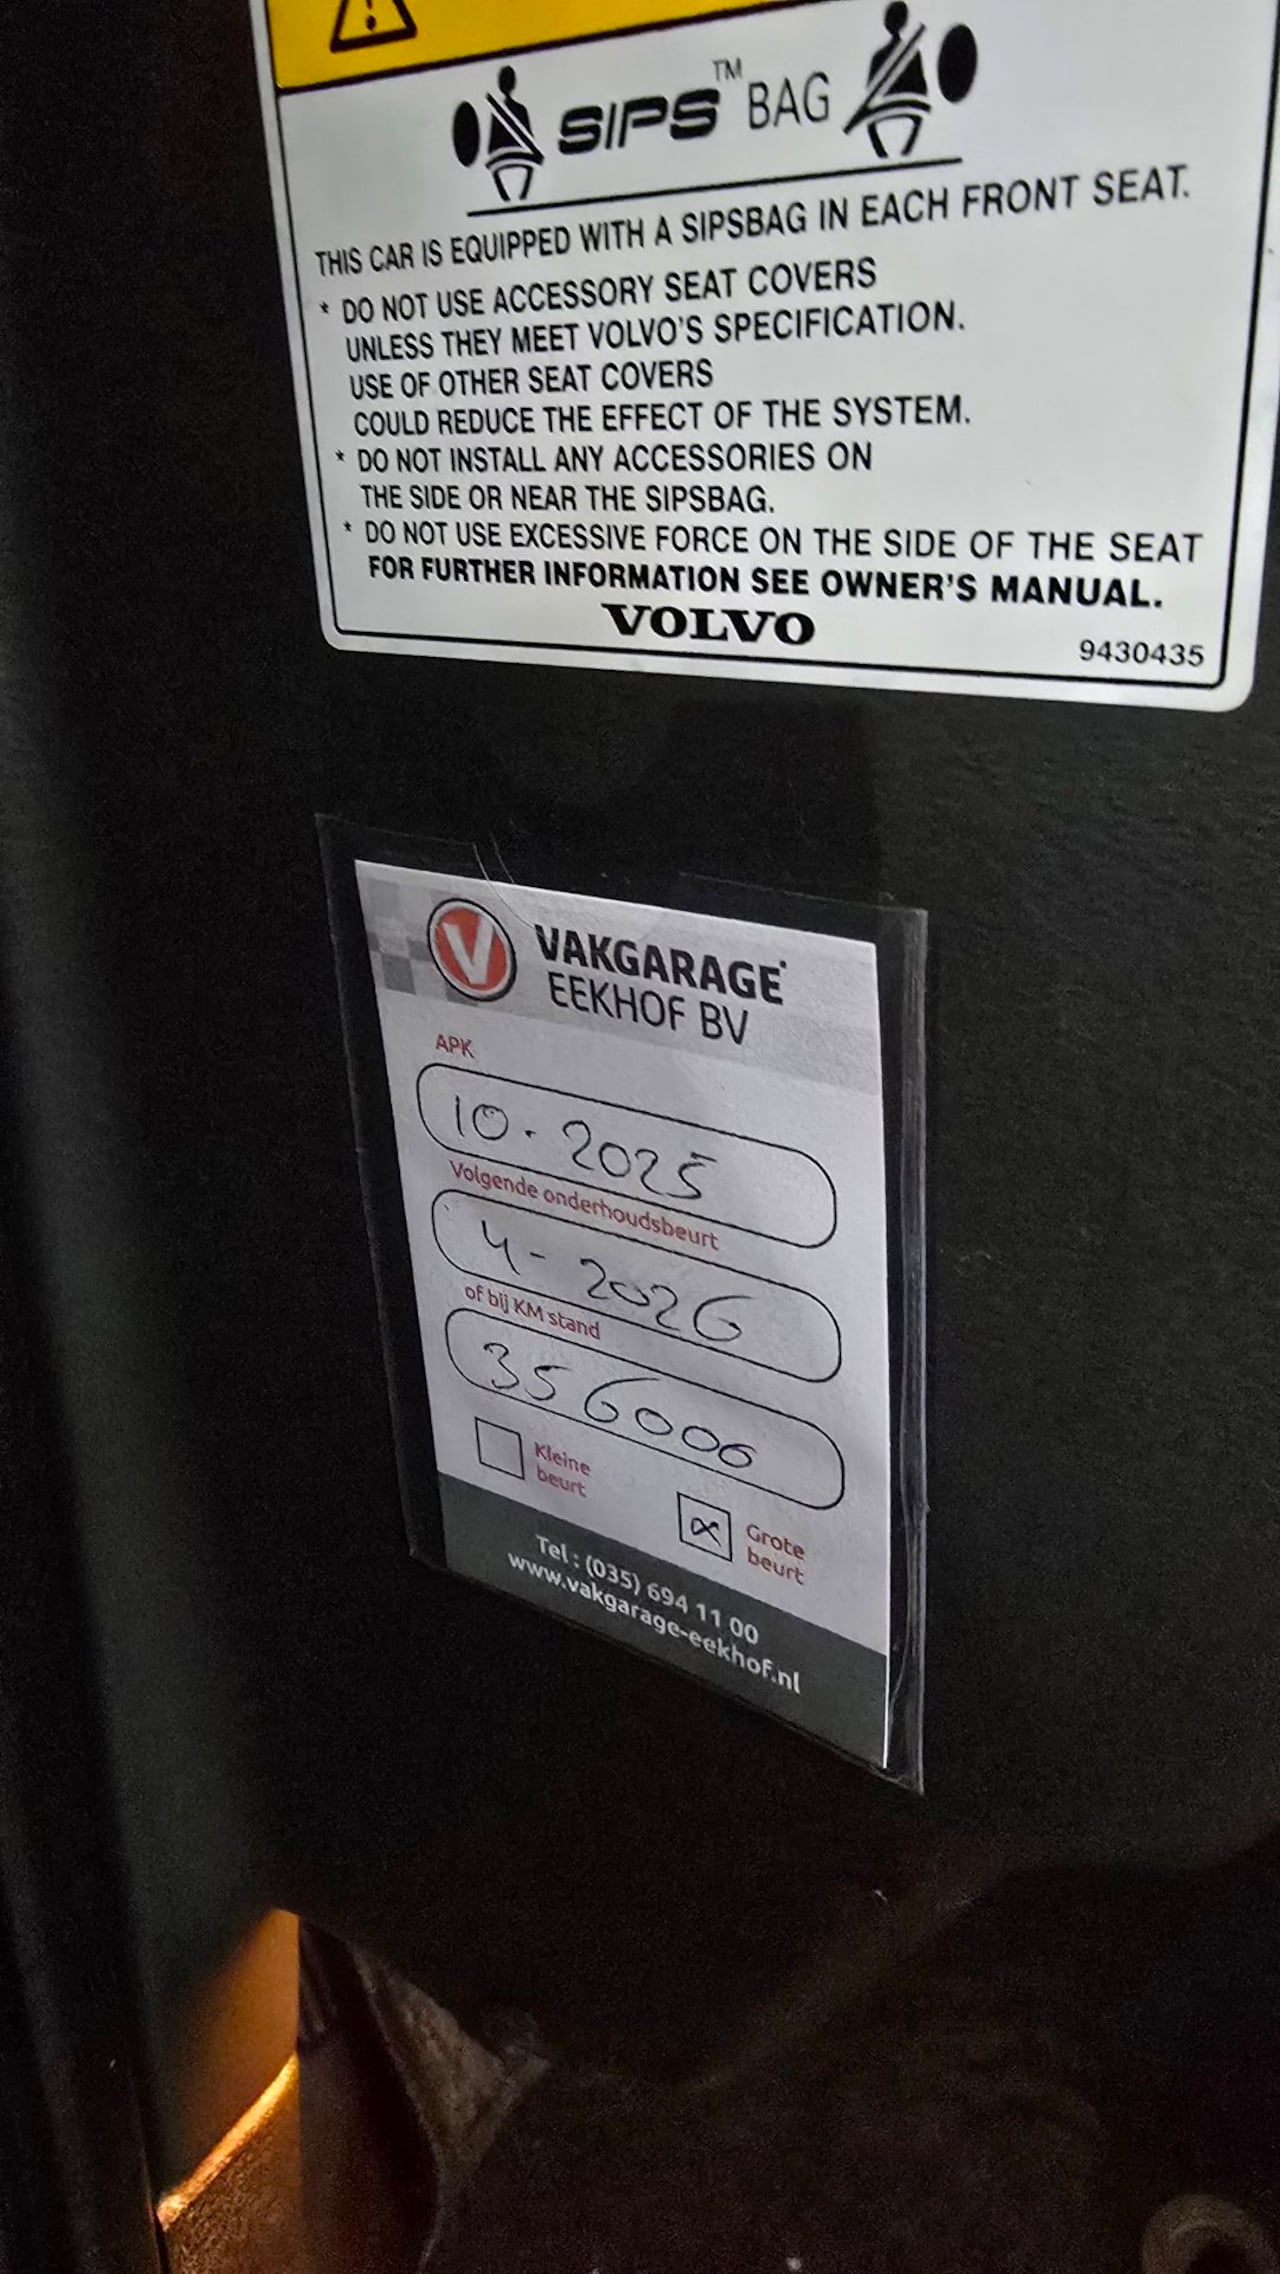 SIPS™ BAG
THIS CAR IS EQUIPPED WITH A SIPSBAG IN EACH FRONT SEAT.
* DO NOT USE ACCESSORY SEAT COVERS
UNLESS THEY MEET VOLVO'S SPECIFICATION.
USE OF OTHER SEAT COVERS
COULD REDUCE THE EFFECT OF THE SYSTEM.
* DO NOT INSTALL ANY ACCESSORIES ON
THE SIDE OR NEAR THE SIPSBAG.
* DO NOT USE EXCESSIVE FORCE ON THE SIDE OF THE SEAT
FOR FURTHER INFORMATION SEE OWNER'S MANUAL.
VOLVO
9430435
V
VAKGARAGE
EEKHOF BV
APK
10.2025
Volgende onderhoudsbeurt
4-2026
of bij KM stand
356000
Kleine
beurt
Grote
beurt
Tel : (035) 694 11 00
www.vakgarage-eekhof.nl